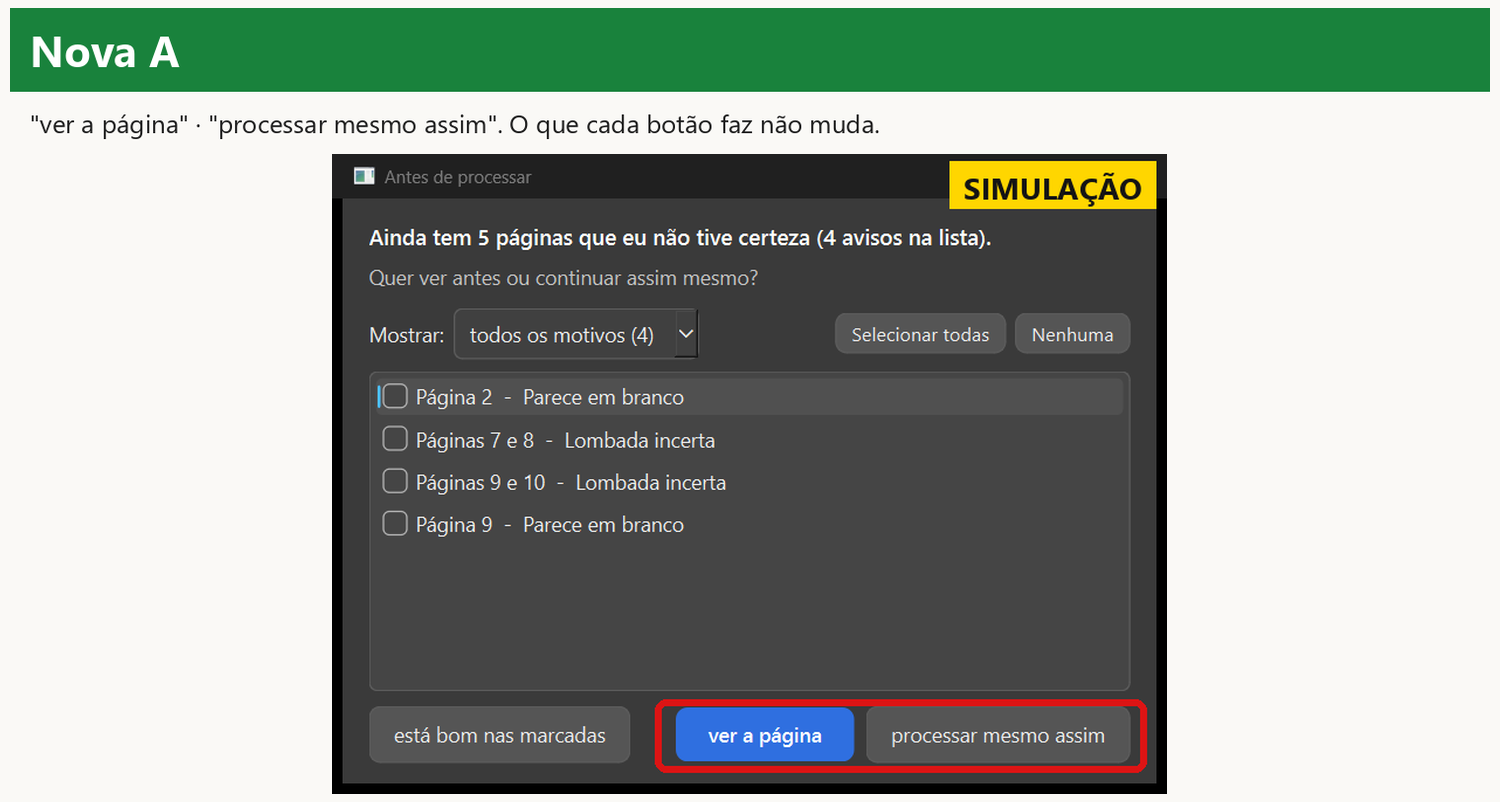 Nova A
"ver a página" · "processar mesmo assim". O que cada botão faz não muda.
Antes de processar
SIMULAÇÃO
Ainda tem 5 páginas que eu não tive certeza (4 avisos na lista).
Quer ver antes ou continuar assim mesmo?
Mostrar: todos os motivos (4) Selecionar todas Nenhuma
Página 2 - Parece em branco
Páginas 7 e 8 - Lombada incerta
Páginas 9 e 10 - Lombada incerta
Página 9 - Parece em branco
está bom nas marcadas ver a página processar mesmo assim